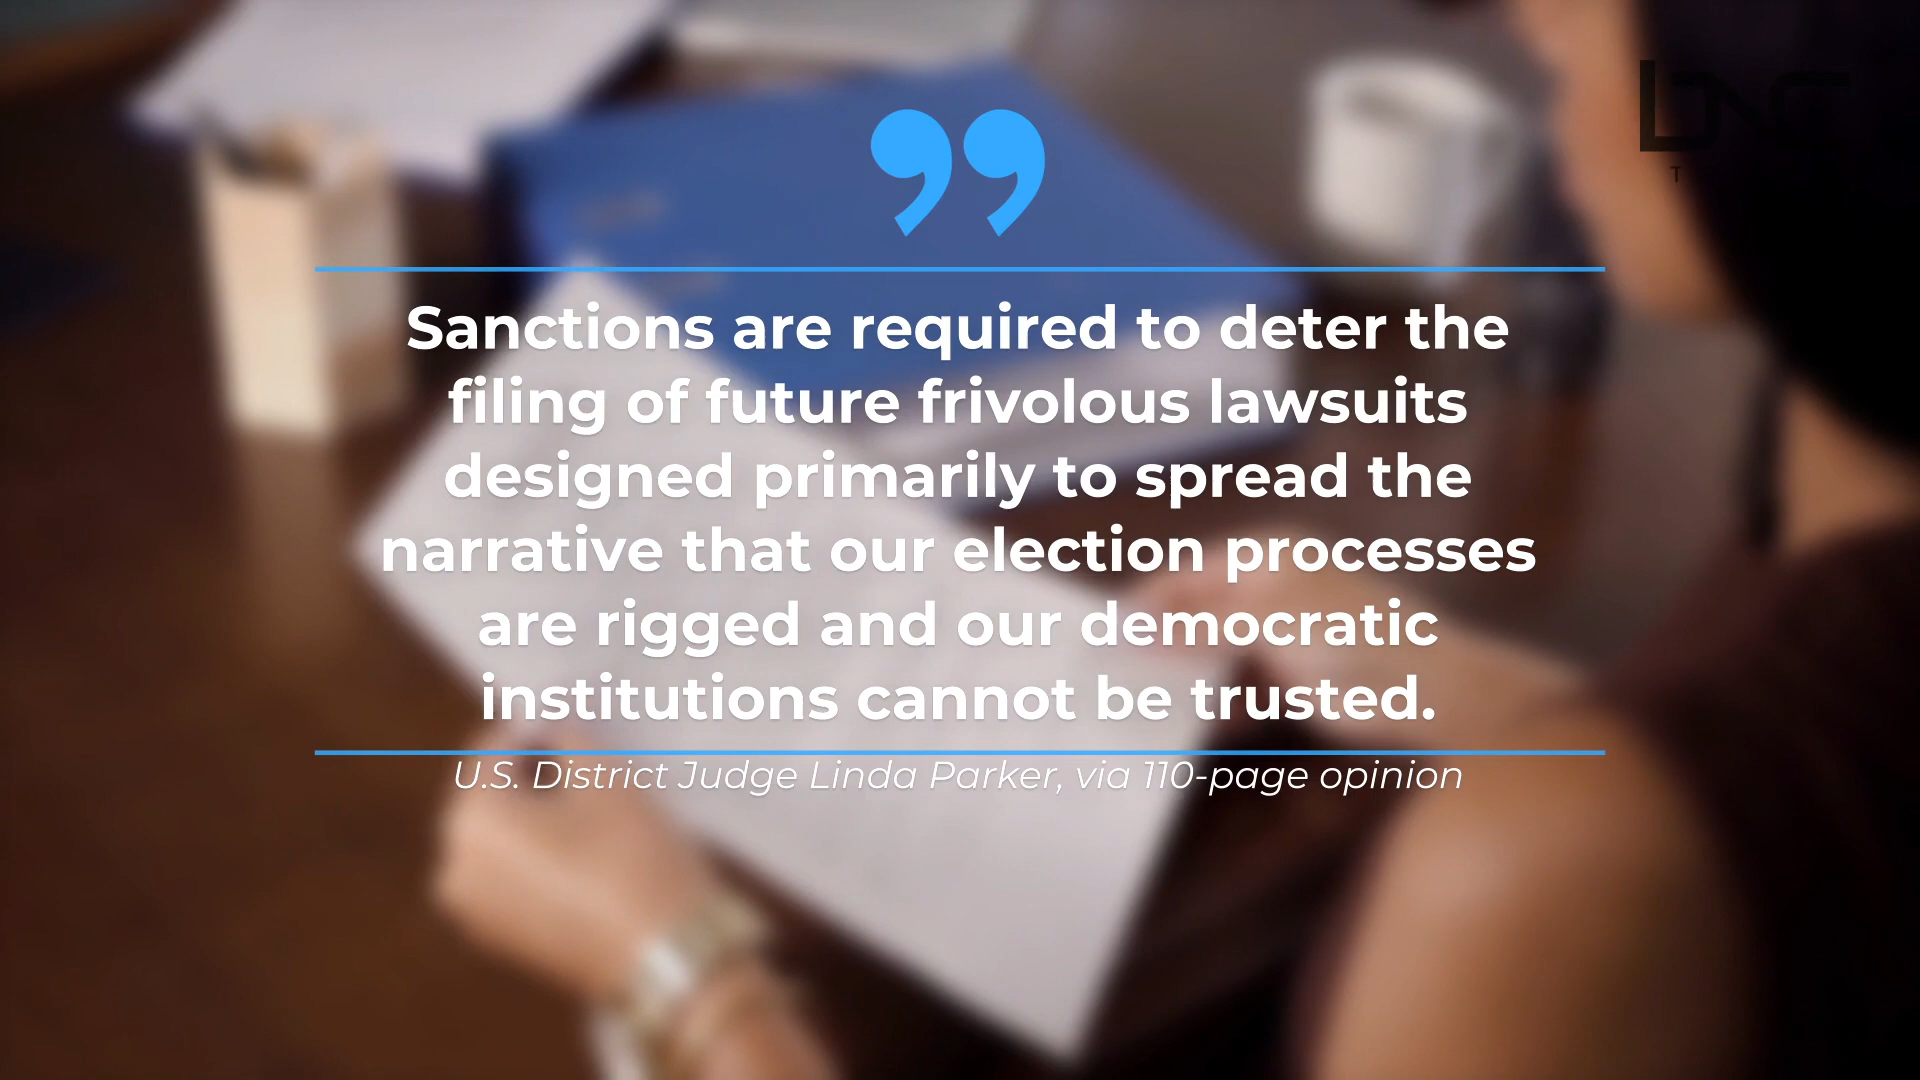 Sanctions are required to deter the
filing of future frivolous lawsuits
designed primarily to spread the
narrative that our election processes
are rigged and our democratic
institutions cannot be trusted.
U.S. District Judge Linda Parker, via 110-page opinion